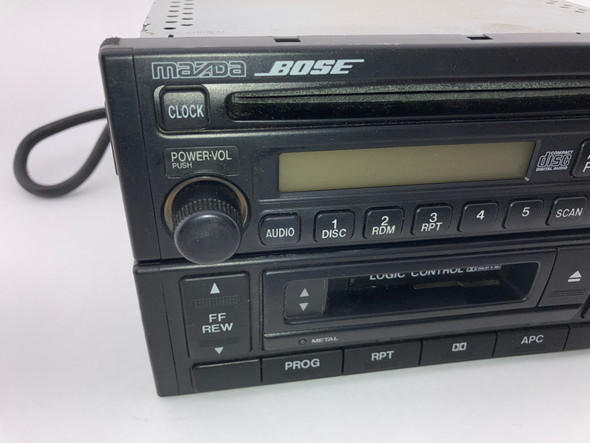 mazda BOSE
CLOCK
POWER·VOL
PUSH
COMPACT
disc
DIGITAL AUDIO
AUDIO
1
DISC
2
RDM
3
RPT
4
5
SCAN
LOGIC CONTROL
FF
REW
METAL
PROG
RPT
APC